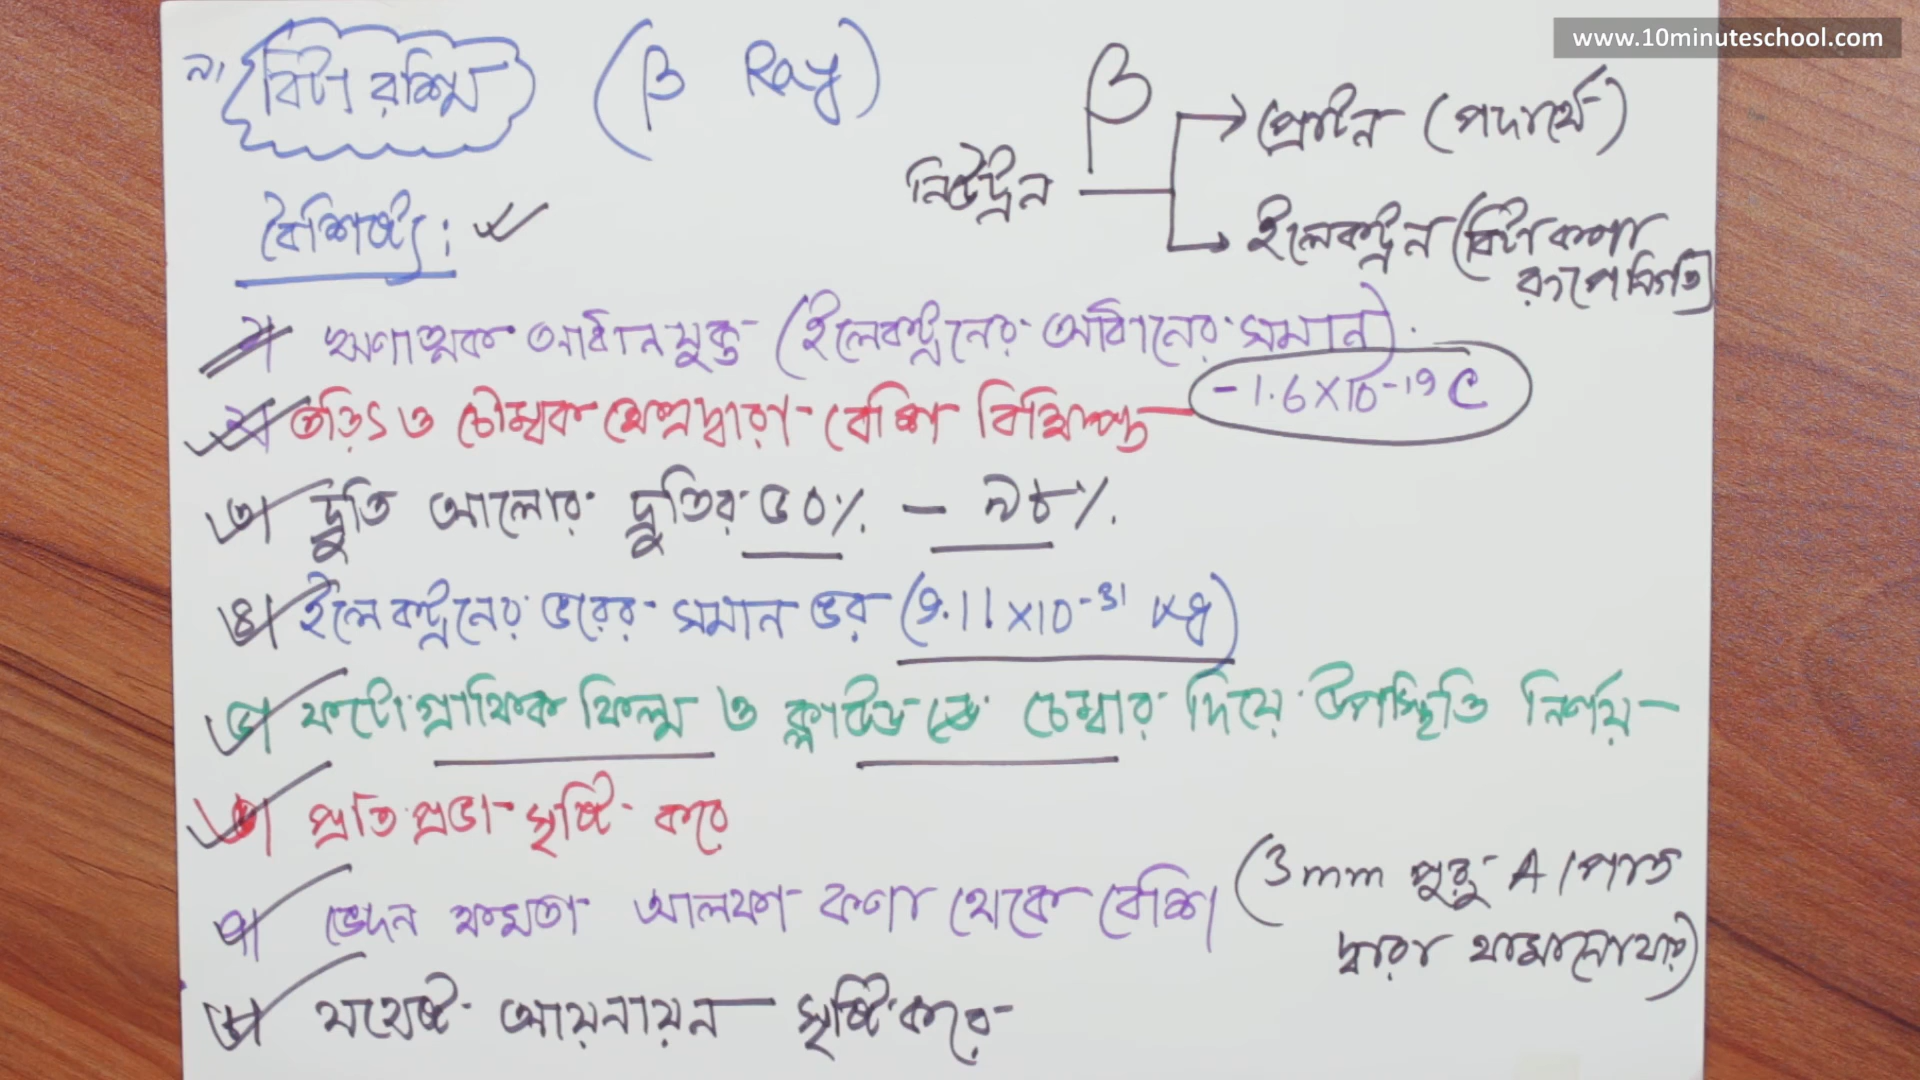 www.10minuteschool.com
৯। বিটা রশ্মি (β Ray)
β
নিউট্রন
প্রোটন (পদার্থে)
ইলেকট্রন (বিটা কণা
রূপে নির্গত)
বৈশিষ্ট্য:
১। ঋণাত্মক আধানযুক্ত (ইলেকট্রনের আধানের সমান)
-1.6×10-19 C
২। তড়িৎ ও চৌম্বক ক্ষেত্র দ্বারা বেশি বিক্ষিপ্ত
৩। দ্রুতি আলোর দ্রুতির ৫০% - ৯৮%
৪। ইলেকট্রনের ভরের সমান ভর (9.11×10-31 kg)
৫। ফটোগ্রাফিক ফিল্ম ও ক্লাউড চেম্বার দিয়ে উপস্থিতি নির্ণয়
৬। প্রতিপ্রভা সৃষ্টি করে
৭। ভেদন ক্ষমতা আলফা কণা থেকে বেশি। (3mm পুরু Al পাত
দ্বারা থামানো যায়)
৮। যথেষ্ট আয়নায়ন সৃষ্টি করে